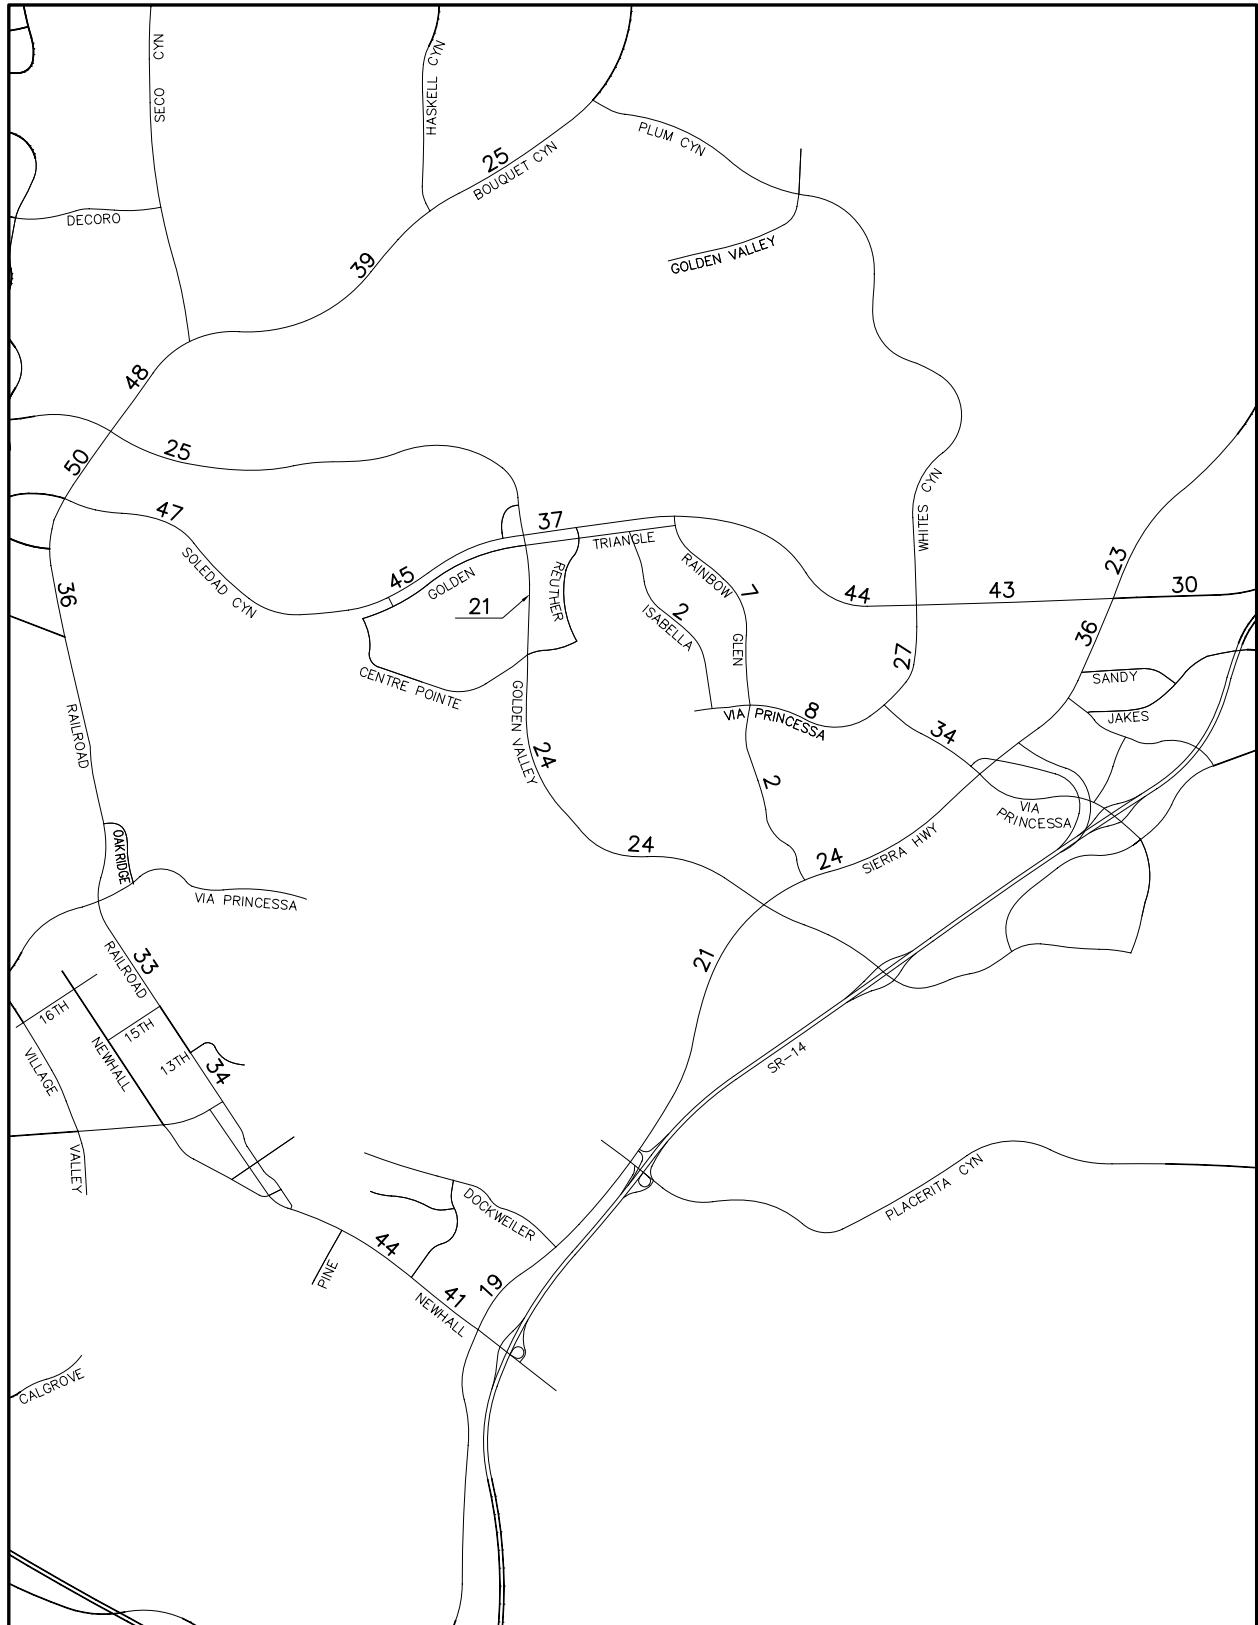 SECO CYN
HASKELL CYN
25
BOUQUET CYN
PLUM CYN
DECORO
GOLDEN VALLEY
39
48
50
25
47
SOLEDAD CYN
37
TRIANGLE
WHITES CYN
45
GOLDEN
21
REUTHER
RAINBOW
7
GLEN
2
ISABELLA
44
43
23
30
36
36
27
CENTRE POINTE
SANDY
JAKES
RAILROAD
GOLDEN VALLEY
24
VIA PRINCESSA
8
34
2
VIA
PRINCESSA
24
24
SIERRA HWY
OAKRIDGE
VIA PRINCESSA
33
RAILROAD
21
16TH
15TH
13TH
34
NEWHALL
VILLAGE
VALLEY
SR-14
PLACERITA CYN
DOCKWEILER
44
PINE
19
41
NEWHALL
CALGROVE